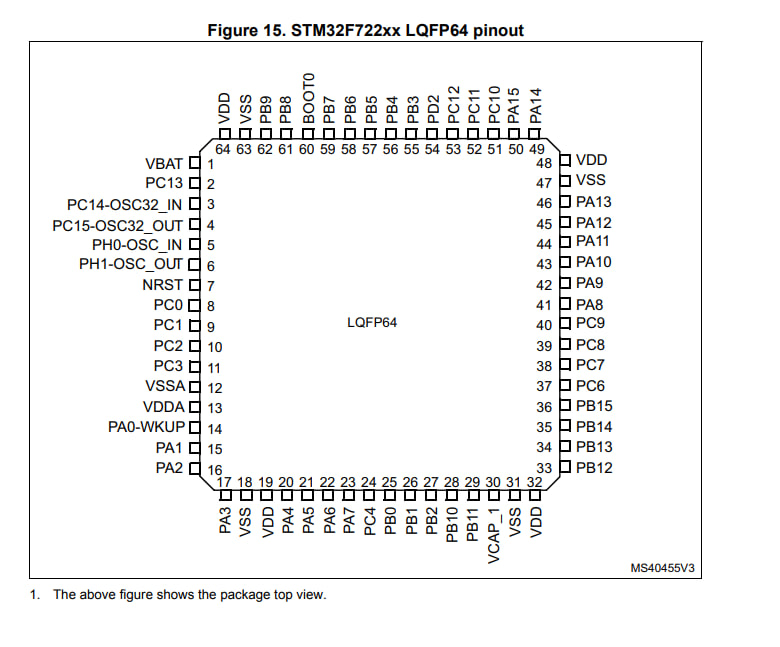 Figure 15. STM32F722xx LQFP64 pinout
VDD
VSS
PB9
PB8
BOOT0
PB7
PB6
PB5
PB4
PB3
PD2
PC12
PC11
PC10
PA15
PA14
64 63 62 61 60 59 58 57 56 55 54 53 52 51 50 49
VBAT 1
PC13 2
PC14-OSC32_IN 3
PC15-OSC32_OUT 4
PH0-OSC_IN 5
PH1-OSC_OUT 6
NRST 7
PC0 8
PC1 9
PC2 10
PC3 11
VSSA 12
VDDA 13
PA0-WKUP 14
PA1 15
PA2 16
LQFP64
48 VDD
47 VSS
46 PA13
45 PA12
44 PA11
43 PA10
42 PA9
41 PA8
40 PC9
39 PC8
38 PC7
37 PC6
36 PB15
35 PB14
34 PB13
33 PB12
17 18 19 20 21 22 23 24 25 26 27 28 29 30 31 32
PA3
VSS
VDD
PA4
PA5
PA6
PA7
PC4
PB0
PB1
PB2
PB10
PB11
VCAP_1
VSS
VDD
MS40455V3
1. The above figure shows the package top view.